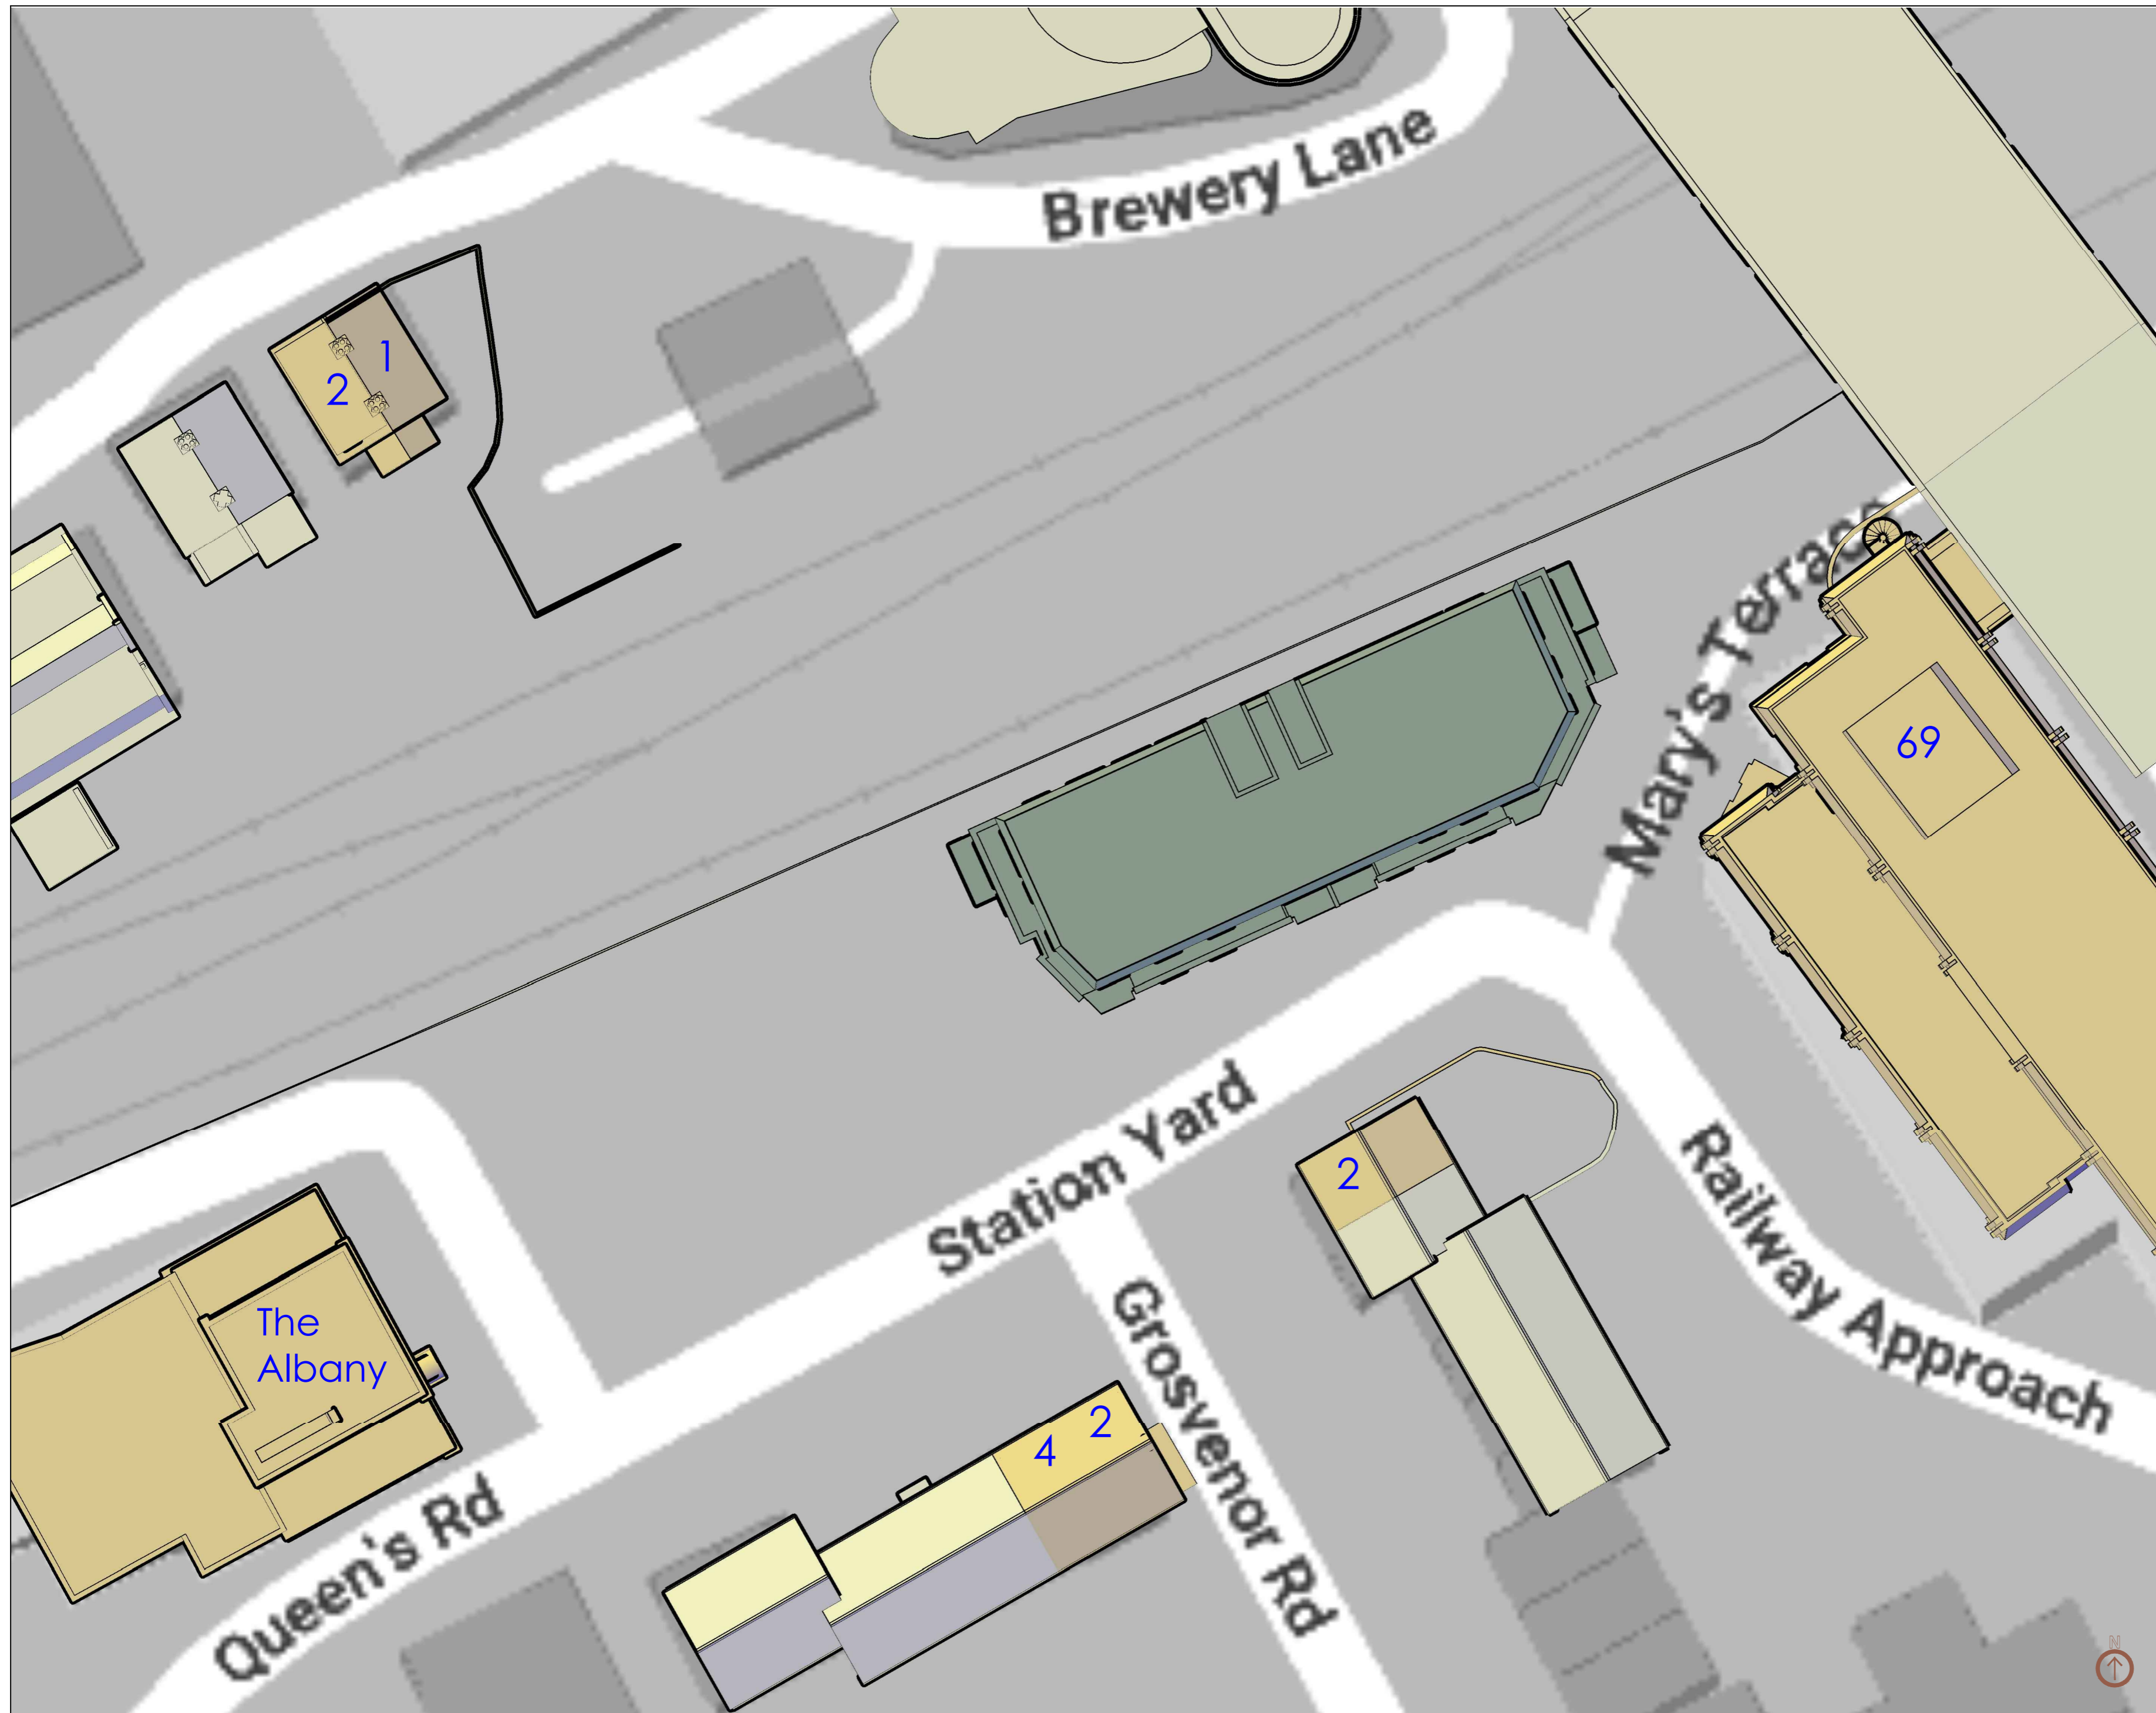 Brewery Lane
1
2
Mary's Terrace
69
Station Yard
2
Railway Approach
The
Albany
Grosvenor Rd
2
4
Queen's Rd
N